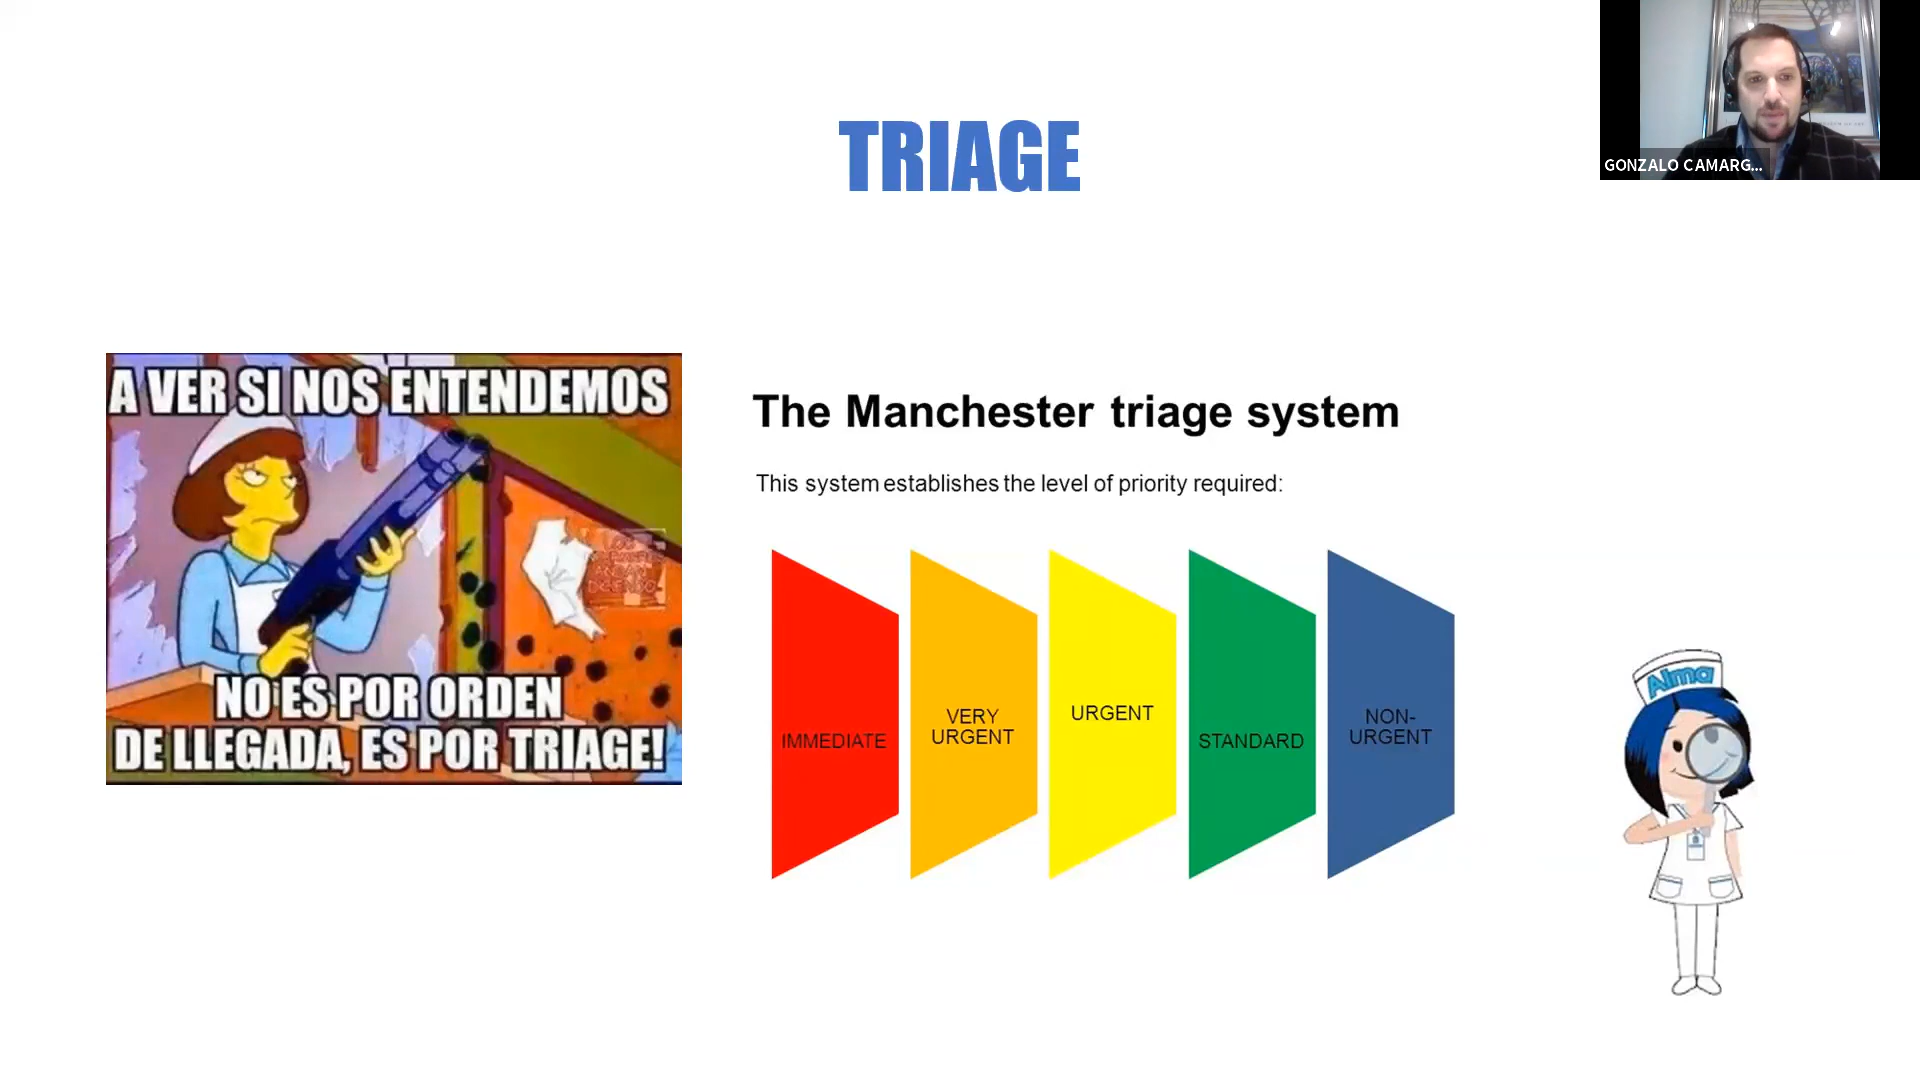 GONZALO CAMARG...
TRIAGE
A VER SI NOS ENTENDEMOS
NO ES POR ORDEN
DE LLEGADA, ES POR TRIAGE!
The Manchester triage system
This system establishes the level of priority required:
IMMEDIATE
VERY
URGENT
URGENT
STANDARD
NON-
URGENT
Alma